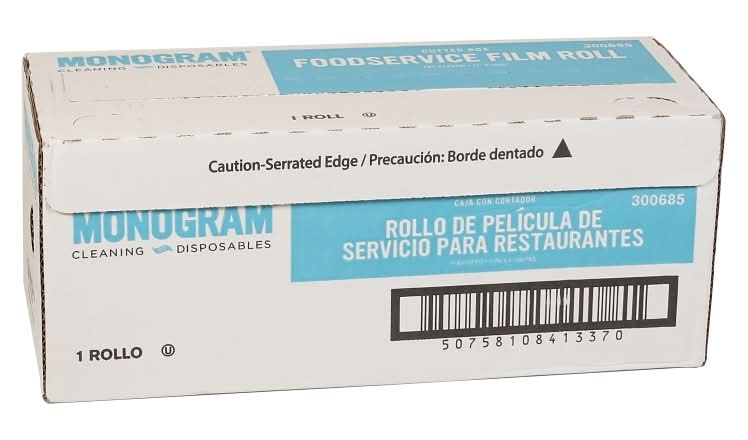 MONOGRAM®
CLEANING DISPOSABLES
CUTTER BOX
300685
FOODSERVICE FILM ROLL
1 ROLL U
Caution-Serrated Edge / Precaución: Borde dentado
MONOGRAM
CLEANING DISPOSABLES
CAJA CON CORTADOR
300685
ROLLO DE PELÍCULA DE
SERVICIO PARA RESTAURANTES
1 ROLLO U
50758108413370